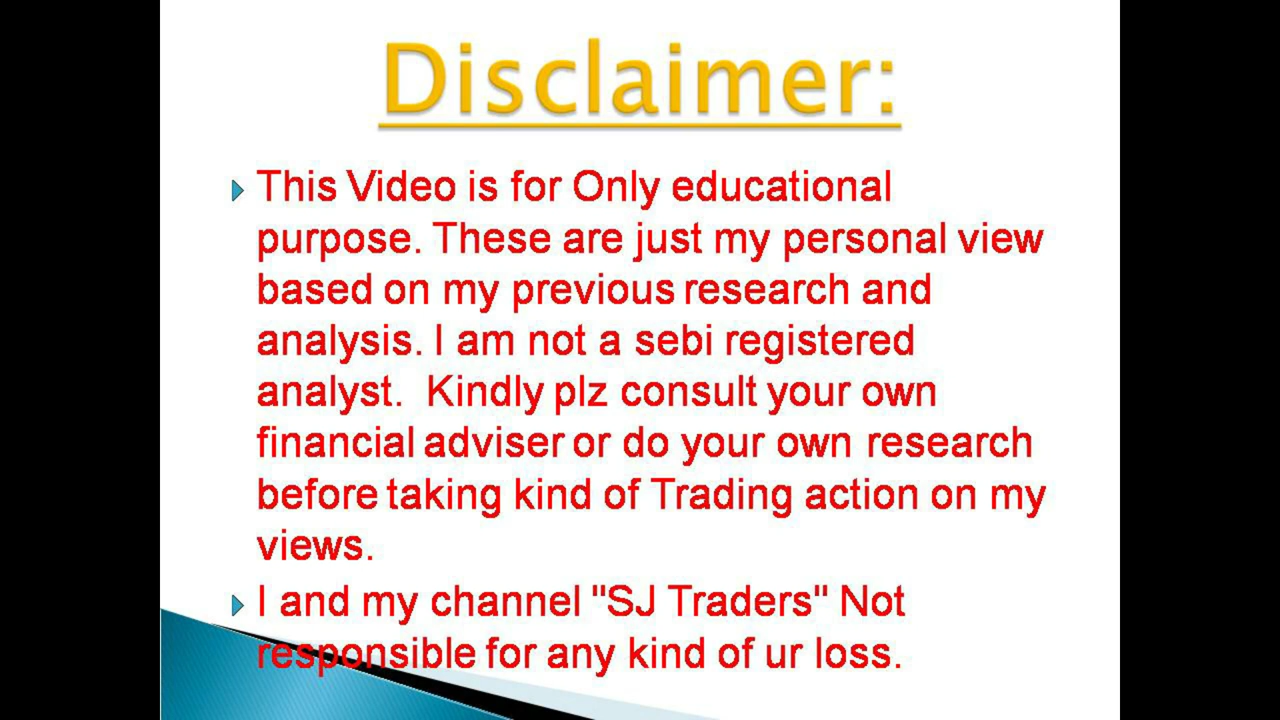 Disclaimer:
This Video is for Only educational
purpose. These are just my personal view
based on my previous research and
analysis. I am not a sebi registered
analyst.  Kindly plz consult your own
financial adviser or do your own research
before taking kind of Trading action on my
views.
I and my channel "SJ Traders" Not
responsible for any kind of ur loss.